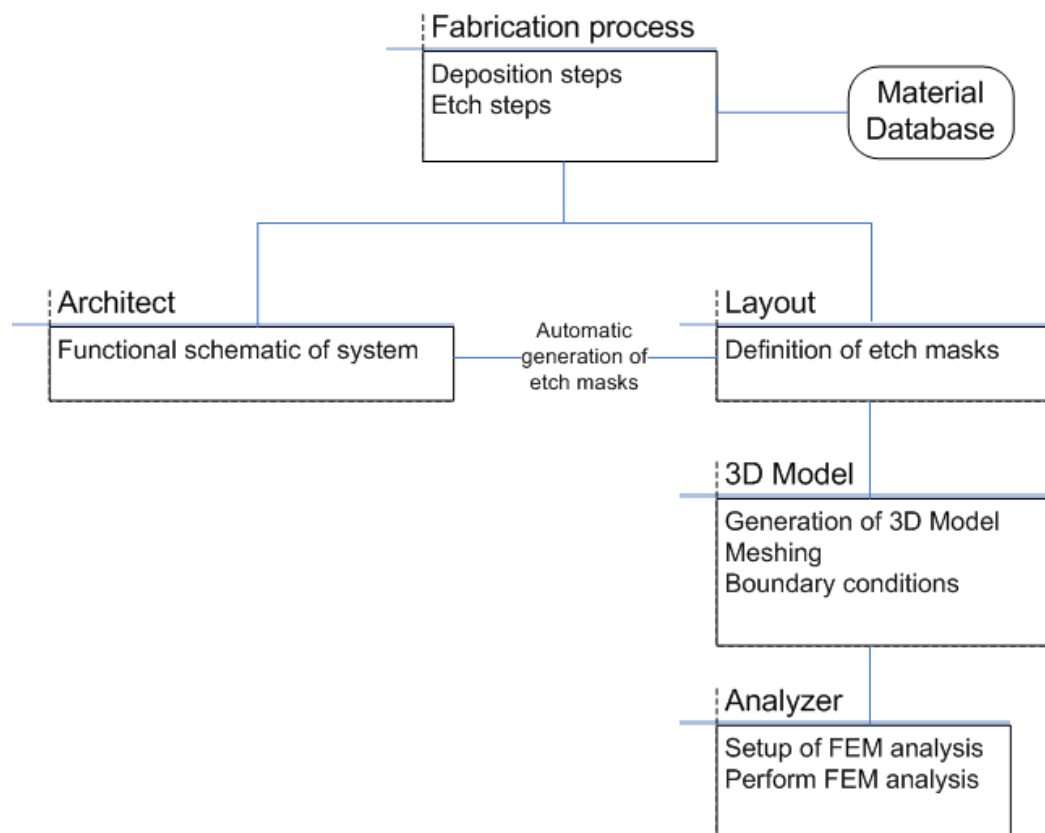 Fabrication process
Deposition steps
Etch steps
Material
Database
Architect
Functional schematic of system
Automatic
generation of
etch masks
Layout
Definition of etch masks
3D Model
Generation of 3D Model
Meshing
Boundary conditions
Analyzer
Setup of FEM analysis
Perform FEM analysis